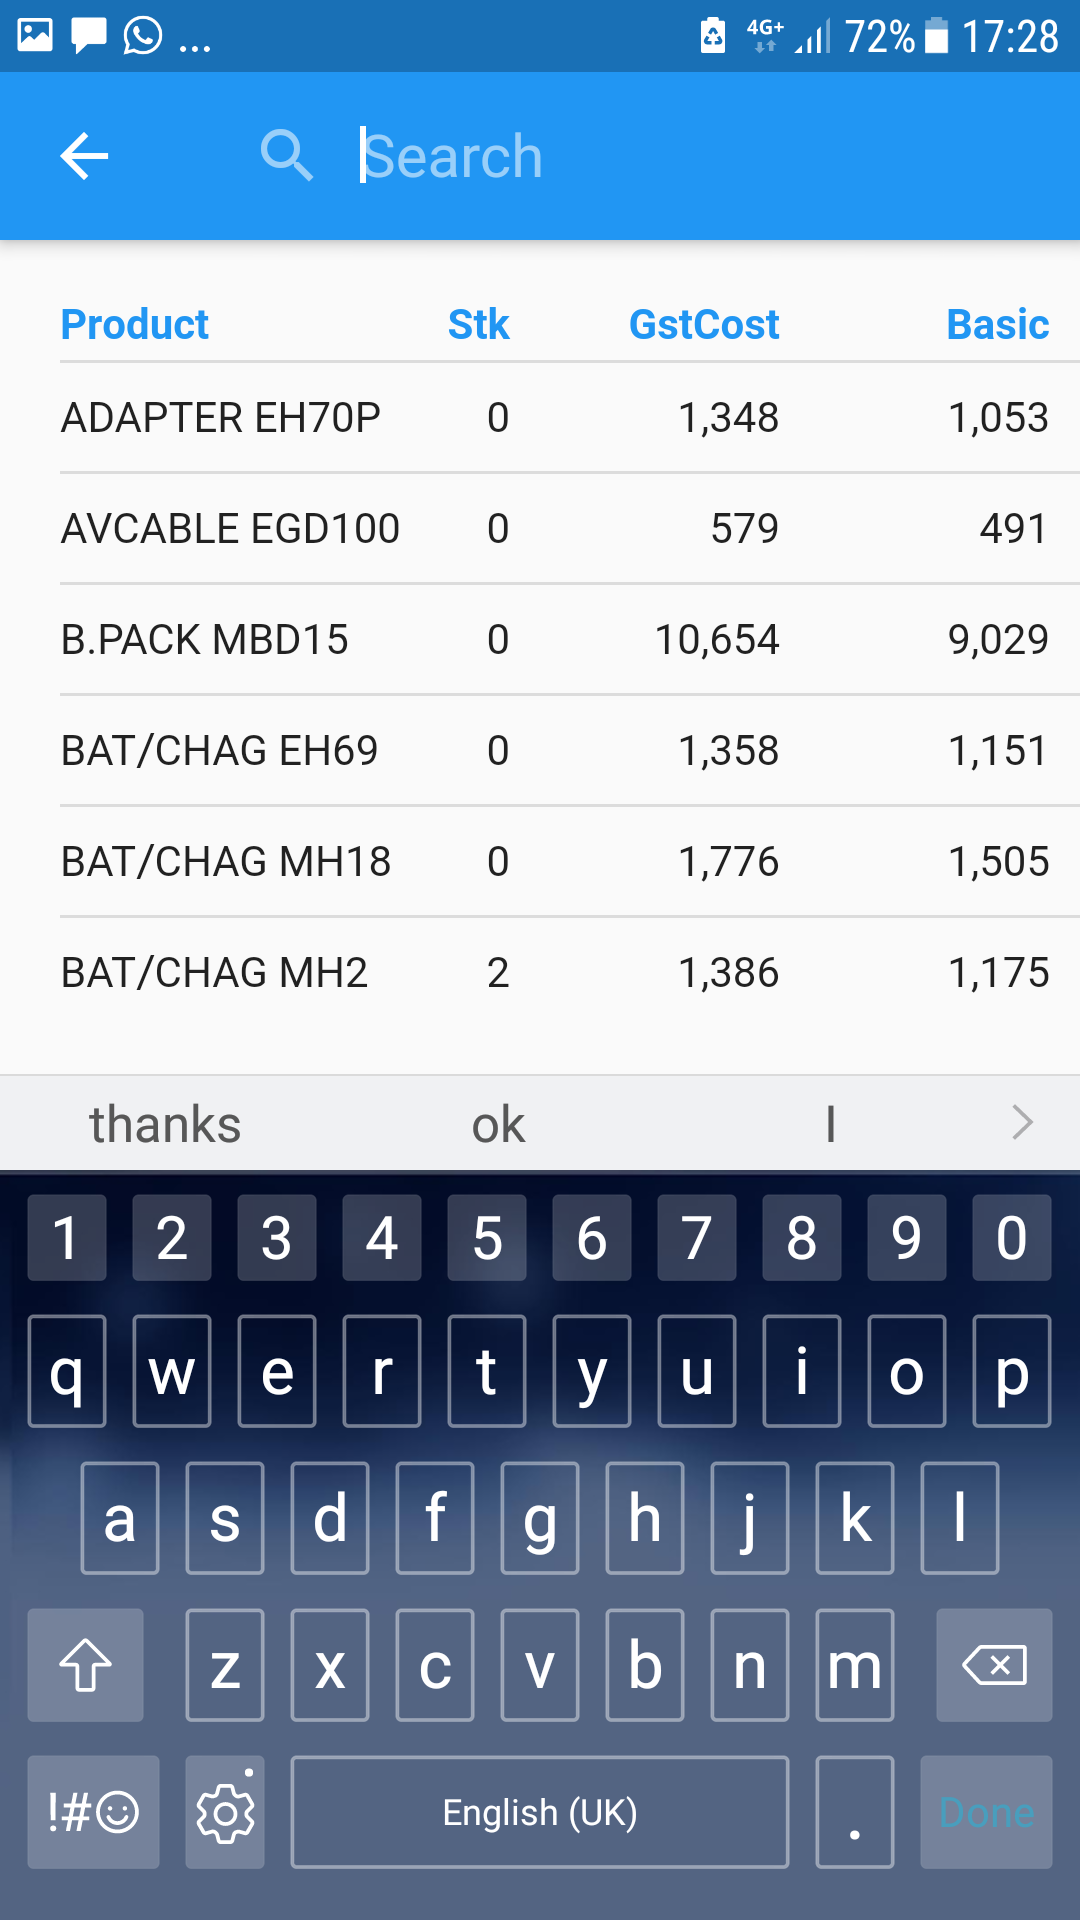 ... 4G+ 72% 17:28
Search
Product Stk GstCost Basic
ADAPTER EH70P 0 1,348 1,053
AVCABLE EGD100 0 579 491
B.PACK MBD15 0 10,654 9,029
BAT/CHAG EH69 0 1,358 1,151
BAT/CHAG MH18 0 1,776 1,505
BAT/CHAG MH2 2 1,386 1,175
thanks ok I
1 2 3 4 5 6 7 8 9 0
q w e r t y u i o p
a s d f g h j k l
z x c v b n m
!#☺ English (UK) . Done